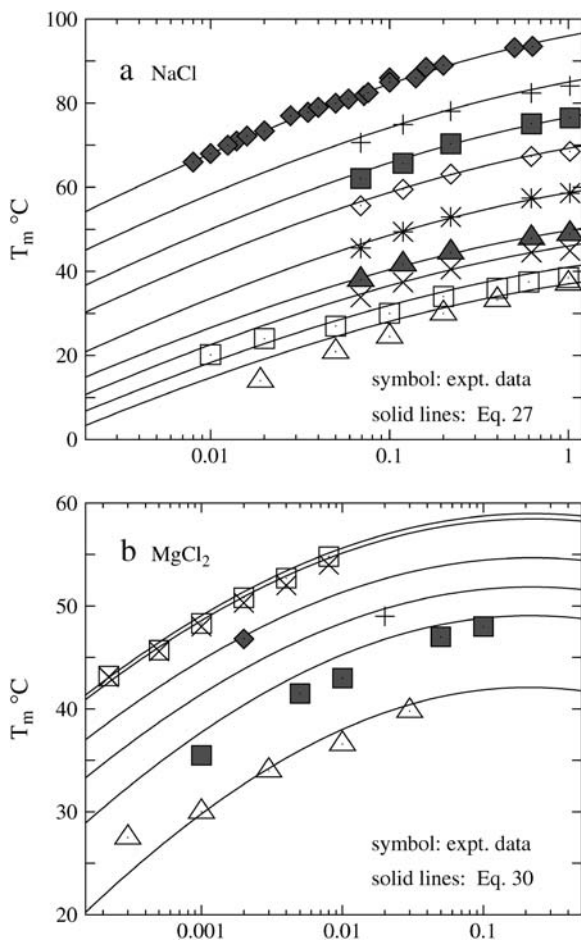 100
a NaCl
80
60
T_m °C
40
20
symbol: expt. data
solid lines: Eq. 27
0
0.01 0.1 1
60
b MgCl₂
50
T_m °C
40
30
symbol: expt. data
solid lines: Eq. 30
20
0.001 0.01 0.1